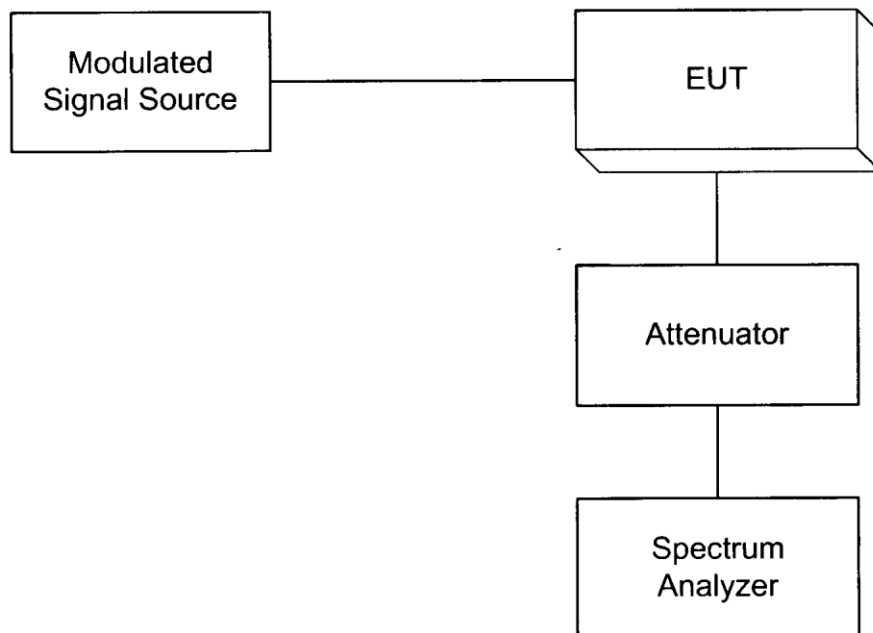 Modulated
Signal Source
EUT
Attenuator
Spectrum
Analyzer